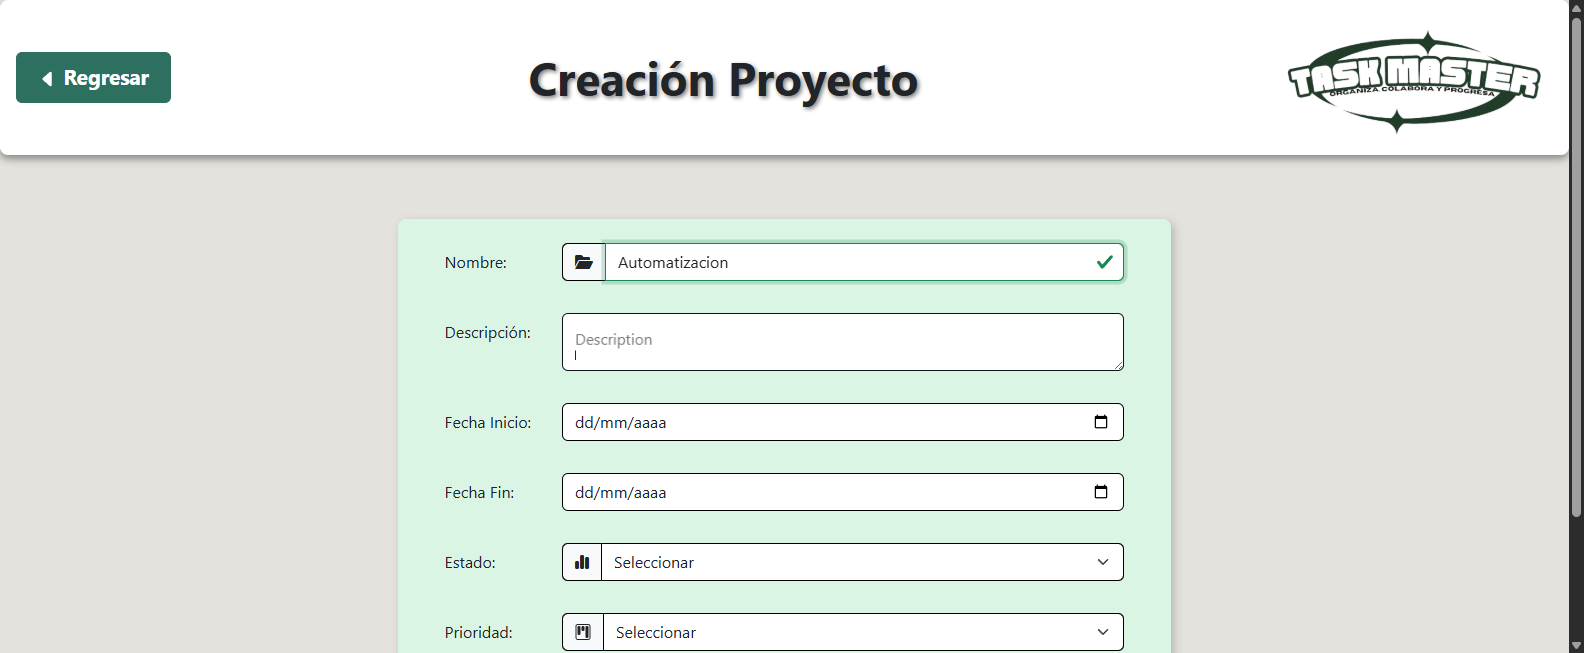 Regresar
Creación Proyecto
TASK MASTER
ORGANIZA COLABORA Y PROGRESA
Nombre:
Automatizacion
Descripción:
Description
Fecha Inicio:
dd/mm/aaaa
Fecha Fin:
dd/mm/aaaa
Estado:
Seleccionar
Prioridad:
Seleccionar